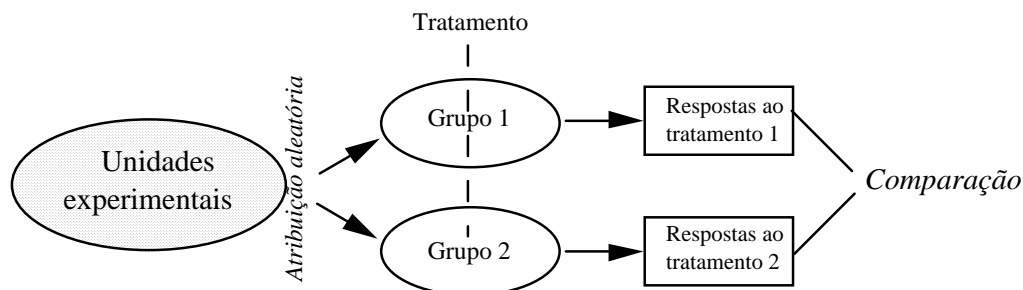 Tratamento
Unidades
experimentais
Atribuição aleatória
Grupo 1
Respostas ao
tratamento 1
Grupo 2
Respostas ao
tratamento 2
Comparação